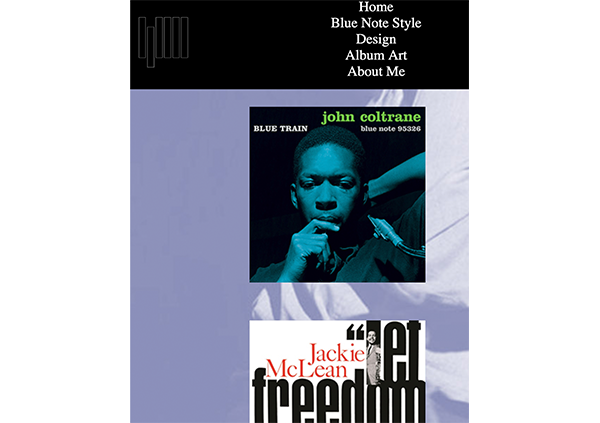 Home
Blue Note Style
Design
Album Art
About Me
john coltrane
BLUE TRAIN blue note 95326
"let
Jackie
McLean
freedom